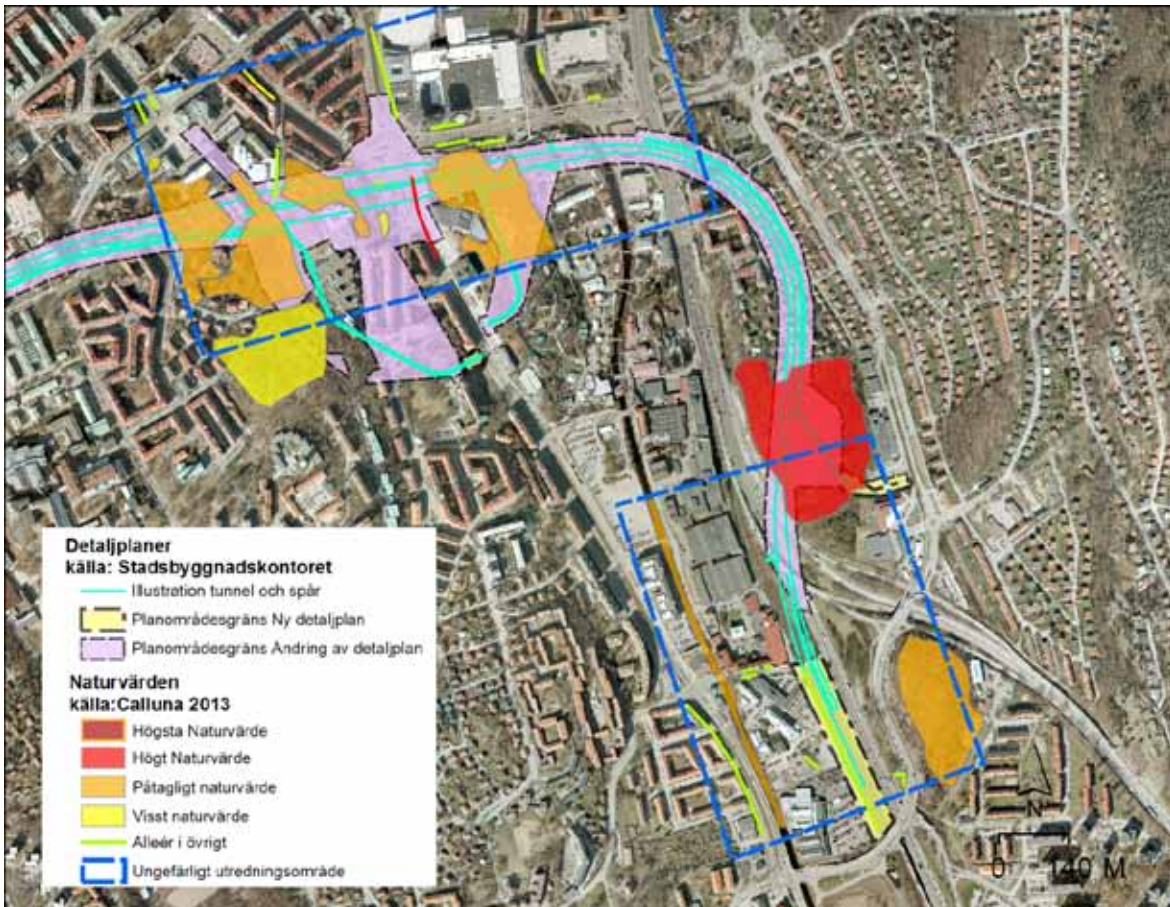 Detaljplaner
källa: Stadsbyggnadskontoret
Illustration tunnel och spår
Planområdesgräns Ny detaljplan
Planområdesgräns Ändring av detaljplan
Naturvärden
källa:Calluna 2013
Högsta Naturvärde
Högt Naturvärde
Påtagligt naturvärde
Visst naturvärde
Alleér i övrigt
Ungefärligt utredningsområde
N
0 140 M